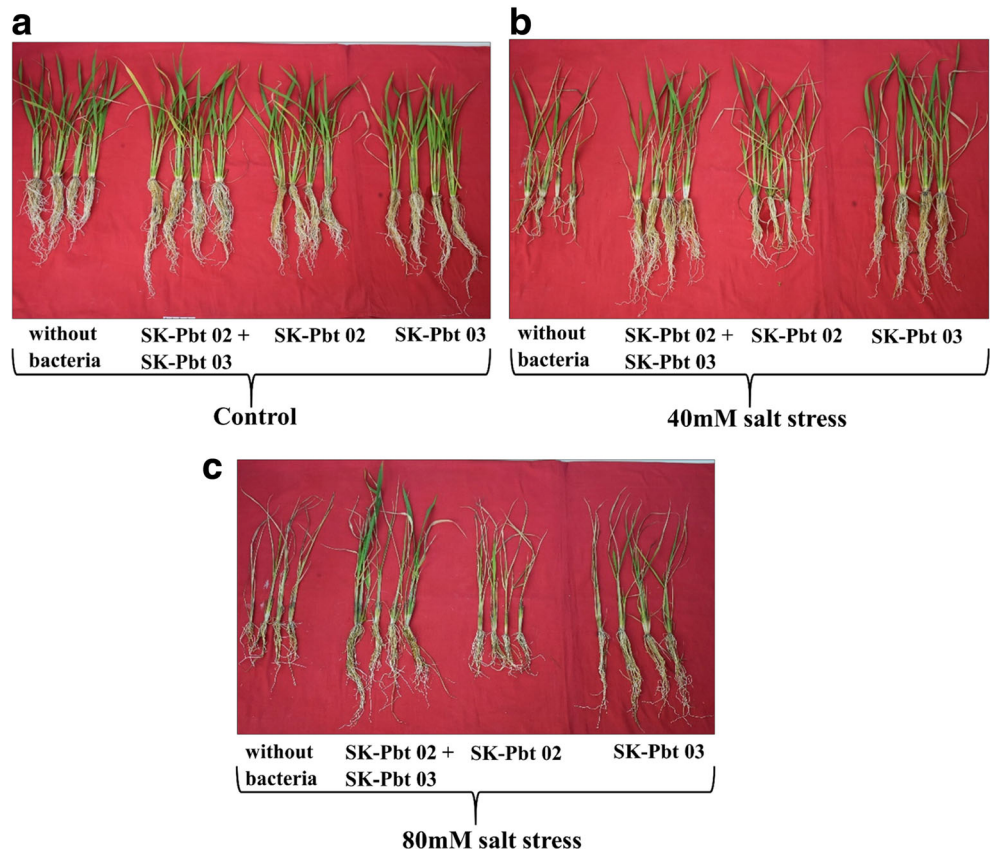 a
without bacteria
SK-Pbt 02 + SK-Pbt 03
SK-Pbt 02
SK-Pbt 03
Control
b
without bacteria
SK-Pbt 02 + SK-Pbt 03
SK-Pbt 02
SK-Pbt 03
40mM salt stress
c
without bacteria
SK-Pbt 02 + SK-Pbt 03
SK-Pbt 02
SK-Pbt 03
80mM salt stress